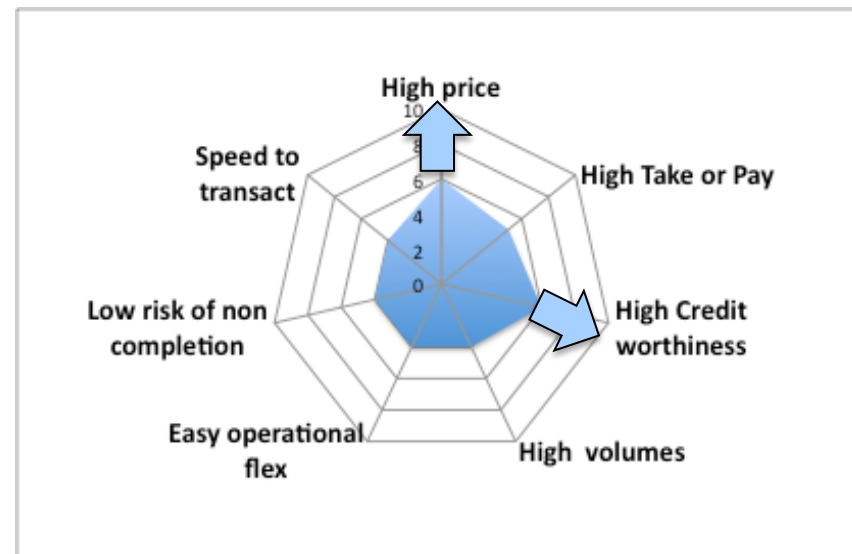 High price
10
8
6
4
2
0
Speed to
transact
High Take or Pay
Low risk of non
completion
High Credit
worthiness
Easy operational
flex
High volumes